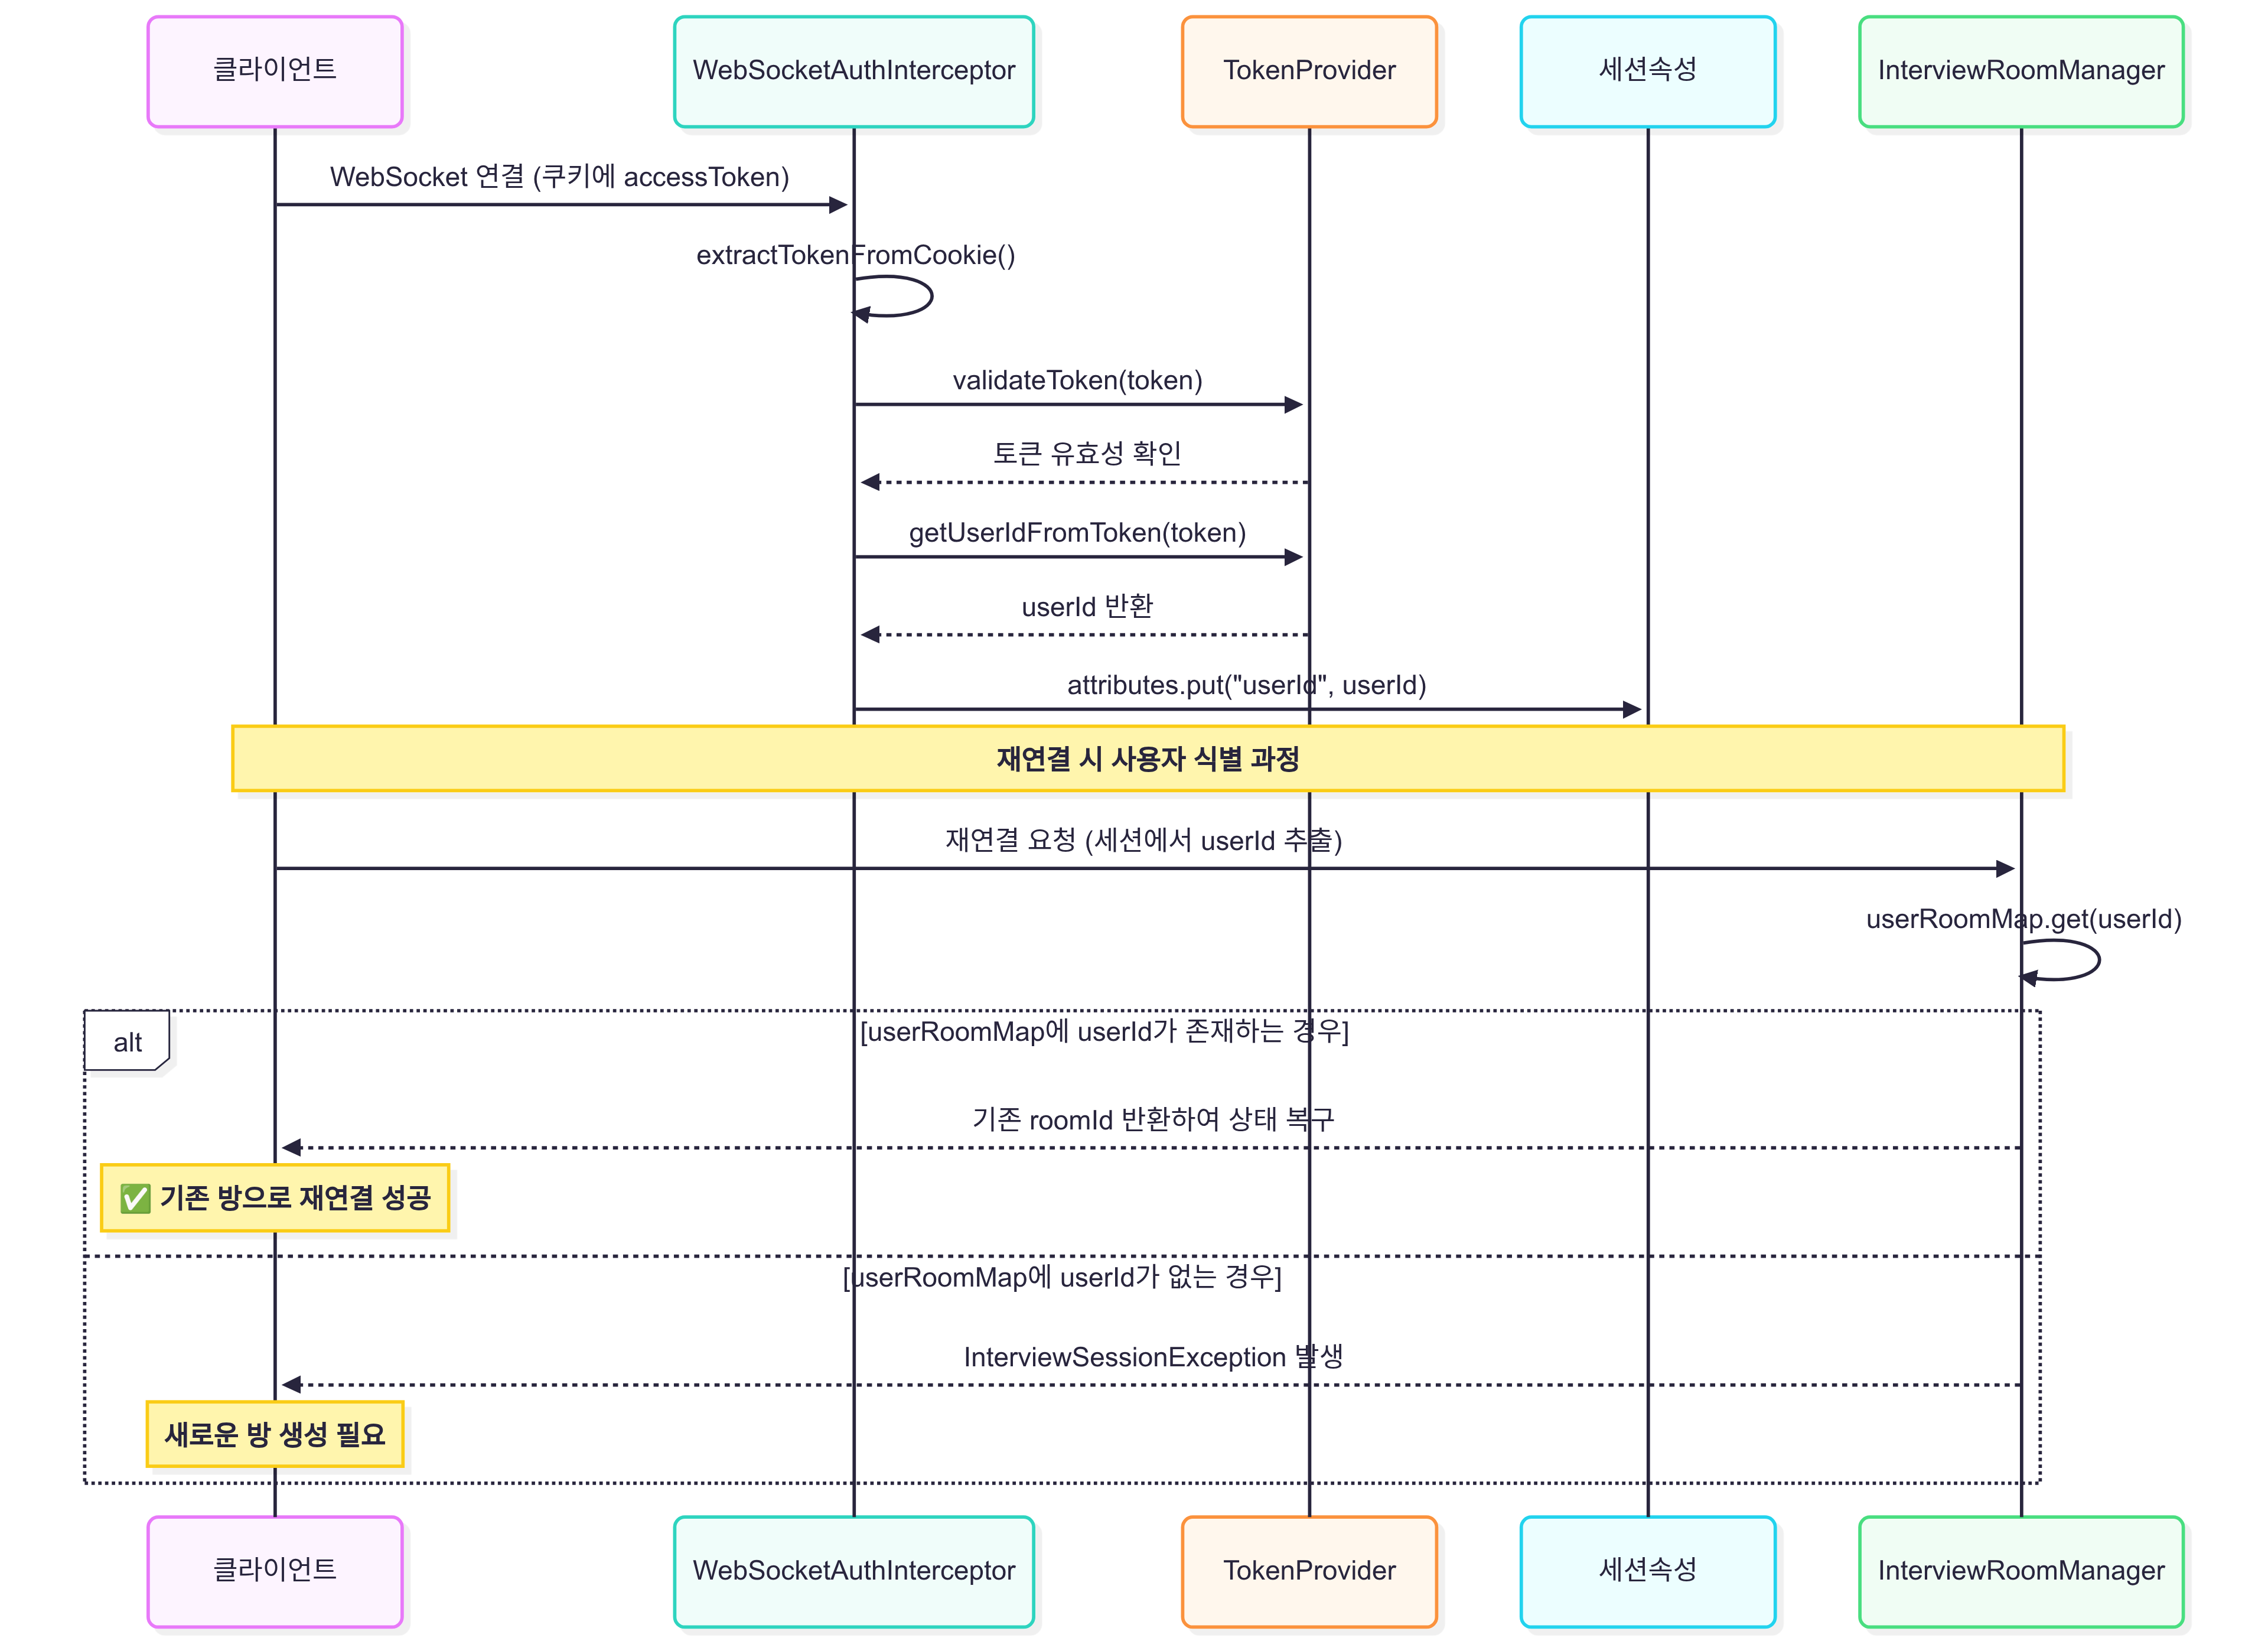 클라이언트
WebSocketAuthInterceptor
TokenProvider
세션속성
InterviewRoomManager
WebSocket 연결 (쿠키에 accessToken)
extractTokenFromCookie()
validateToken(token)
토큰 유효성 확인
getUserIdFromToken(token)
userId 반환
attributes.put("userId", userId)
재연결 시 사용자 식별 과정
재연결 요청 (세션에서 userId 추출)
userRoomMap.get(userId)
alt
[userRoomMap에 userId가 존재하는 경우]
기존 roomId 반환하여 상태 복구
✅ 기존 방으로 재연결 성공
[userRoomMap에 userId가 없는 경우]
InterviewSessionException 발생
새로운 방 생성 필요
클라이언트
WebSocketAuthInterceptor
TokenProvider
세션속성
InterviewRoomManager